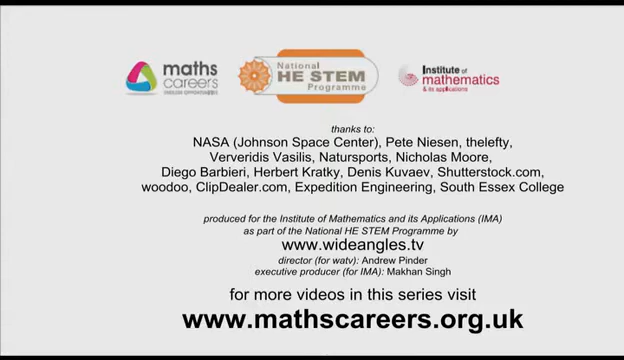 maths
careers
National
HE STEM
Programme
Institute of
mathematics
& its applications
thanks to:
NASA (Johnson Space Center), Pete Niesen, thelefty,
Ververidis Vasilis, Natursports, Nicholas Moore,
Diego Barbieri, Herbert Kratky, Denis Kuvaev, Shutterstock.com,
woodoo, ClipDealer.com, Expedition Engineering, South Essex College
produced for the Institute of Mathematics and its Applications (IMA)
as part of the National HE STEM Programme by
www.wideangles.tv
director (for watv): Andrew Pinder
executive producer (for IMA): Makhan Singh
for more videos in this series visit
www.mathscareers.org.uk